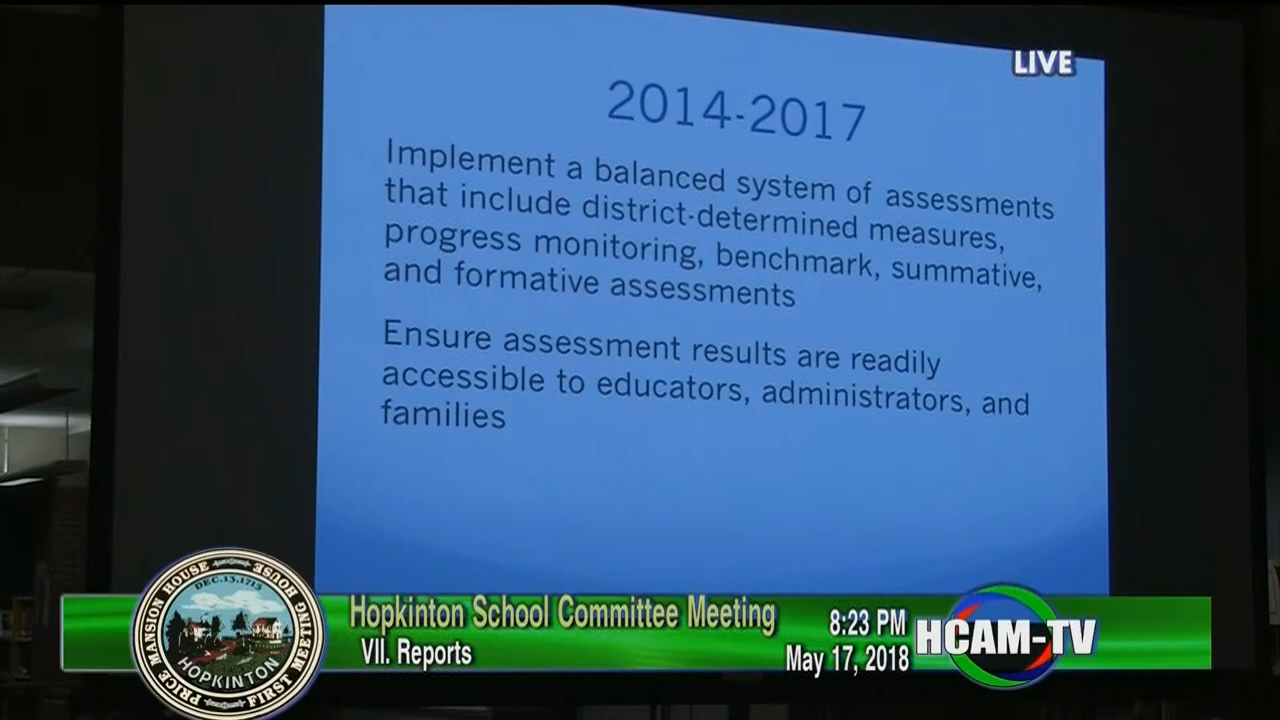 LIVE
2014-2017
Implement a balanced system of assessments
that include district-determined measures,
progress monitoring, benchmark, summative,
and formative assessments
Ensure assessment results are readily
accessible to educators, administrators, and
families
Hopkinton School Committee Meeting
VII. Reports
8:23 PM
May 17, 2018
HCAM-TV
PRICE MANSION HOUSE
FIRST MEETING HOUSE
DEC.13.1715
HOPKINTON